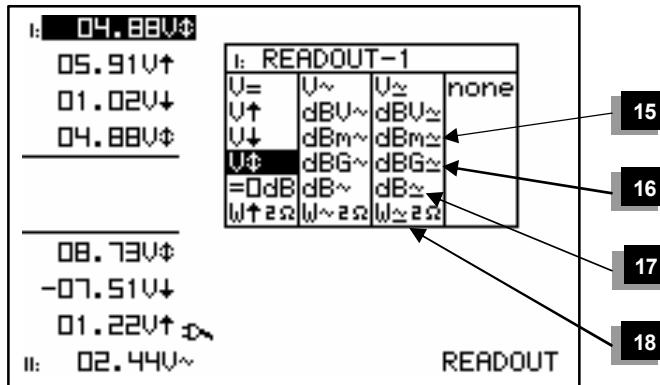 I: 04.88V⇕
05.91V↑
01.02V↓
04.88V⇕
I: READOUT-1
V= V~ V≃ none
V↑ dBV~ dBV≃
V↓ dBm~ dBm≃
V⇕ dBG~ dBG≃
=0dB dB~ dB≃
W↑2Ω W~2Ω W≃2Ω
15
16
17
18
08.73V⇕
-07.51V↓
01.22V↑
II: 02.44V~
READOUT